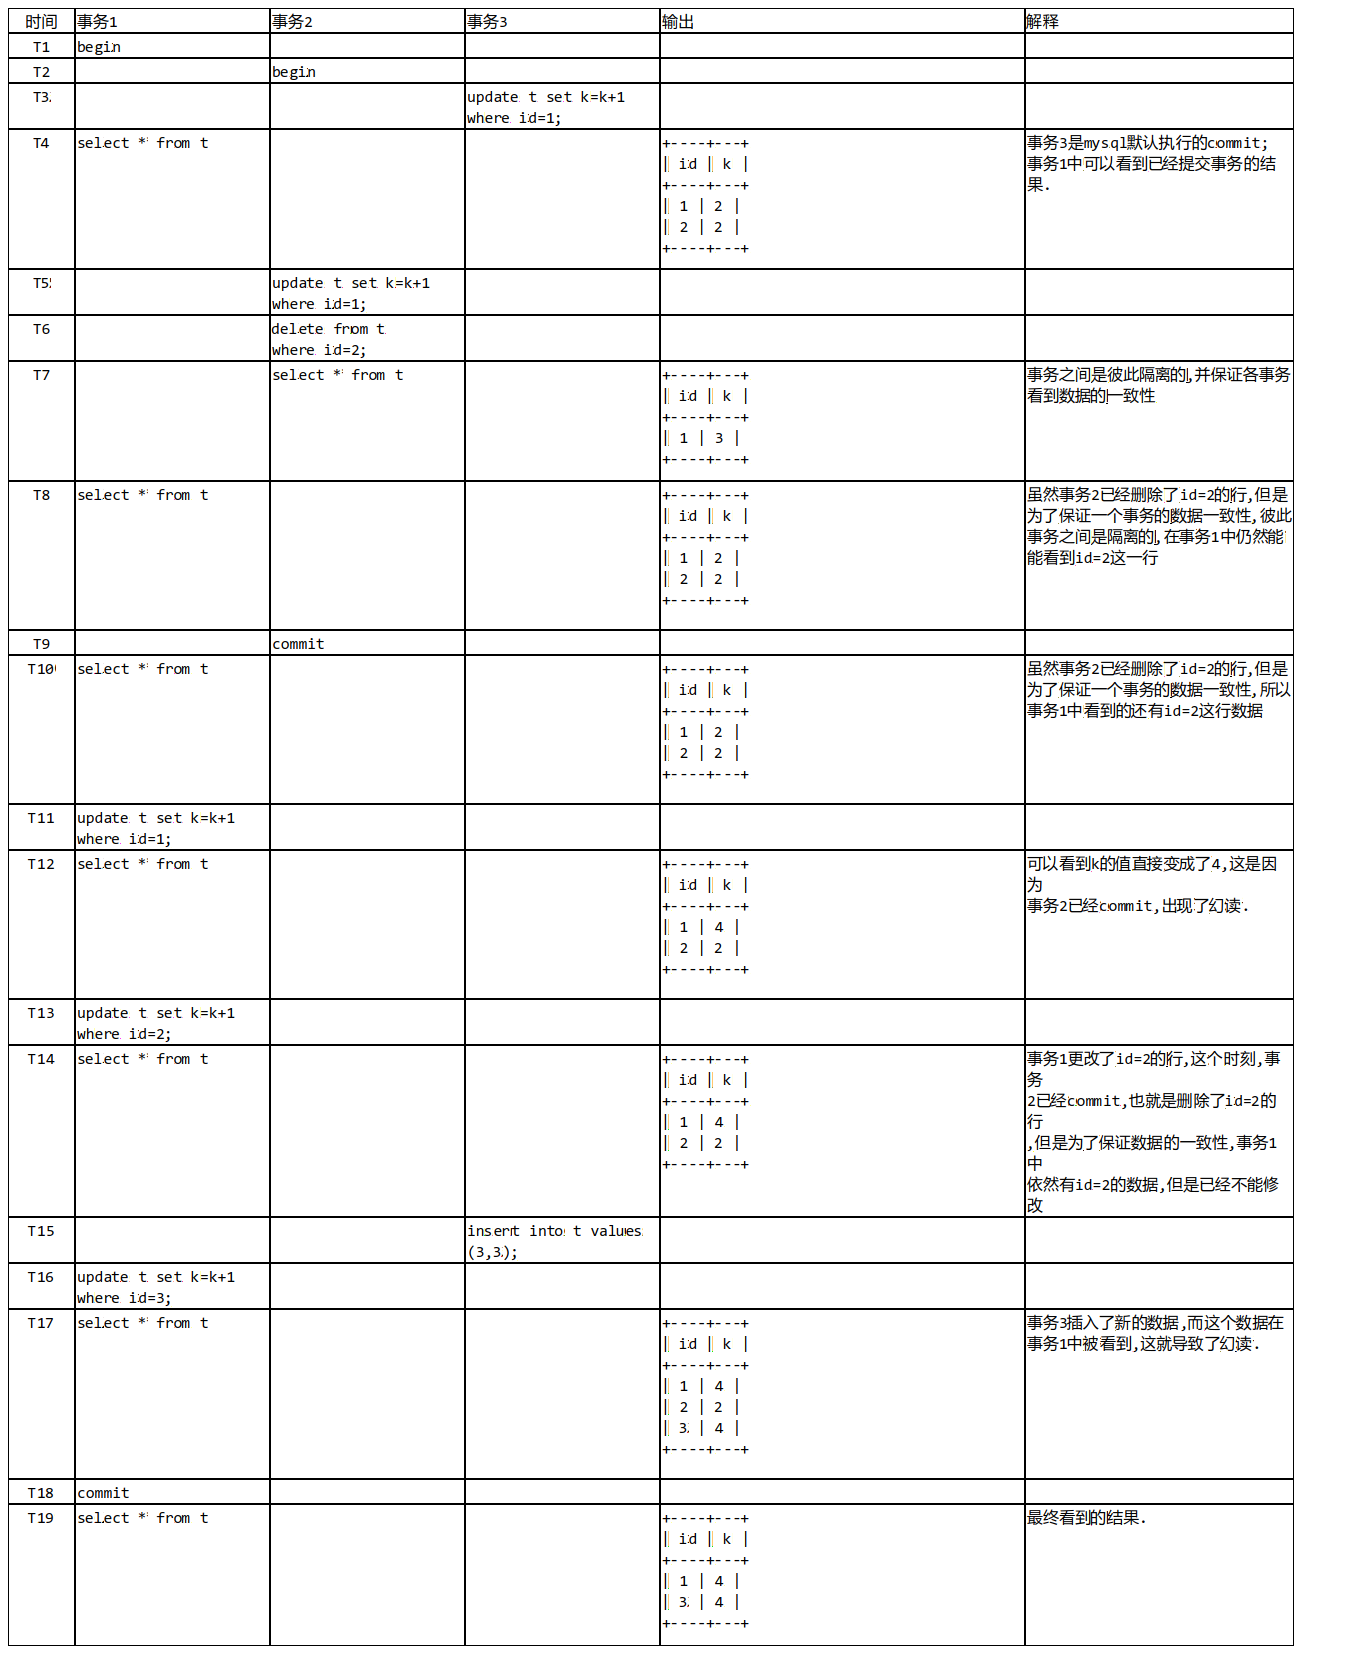 时间 事务1 事务2 事务3 输出 解释
T1 begin
T2 begin
T3 update t set k=k+1
where id=1;
T4 select * from t +----+---+ 事务3是mysql默认执行的commit;
| id | k | 事务1中可以看到已经提交事务的结
+----+---+ 果.
| 1 | 2 |
| 2 | 2 |
+----+---+
T5 update t set k=k+1
where id=1;
T6 delete from t
where id=2;
T7 select * from t +----+---+ 事务之间是彼此隔离的,并保证各事务
| id | k | 看到数据的一致性
+----+---+
| 1 | 3 |
+----+---+
T8 select * from t +----+---+ 虽然事务2已经删除了id=2的行,但是
| id | k | 为了保证一个事务的数据一致性,彼此
+----+---+ 事务之间是隔离的,在事务1中仍然能
| 1 | 2 | 能看到id=2这一行
| 2 | 2 |
+----+---+
T9 commit
T10 select * from t +----+---+ 虽然事务2已经删除了id=2的行,但是
| id | k | 为了保证一个事务的数据一致性,所以
+----+---+ 事务1中看到的还有id=2这行数据
| 1 | 2 |
| 2 | 2 |
+----+---+
T11 update t set k=k+1
where id=1;
T12 select * from t +----+---+ 可以看到k的值直接变成了4,这是因
| id | k | 为
+----+---+ 事务2已经commit,出现了幻读.
| 1 | 4 |
| 2 | 2 |
+----+---+
T13 update t set k=k+1
where id=2;
T14 select * from t +----+---+ 事务1更改了id=2的行,这个时刻,事
| id | k | 务
+----+---+ 2已经commit,也就是删除了id=2的
| 1 | 4 | 行
| 2 | 2 | ,但是为了保证数据的一致性,事务1
+----+---+ 中
依然有id=2的数据,但是已经不能修
改
T15 insert into t values
(3,3);
T16 update t set k=k+1
where id=3;
T17 select * from t +----+---+ 事务3插入了新的数据,而这个数据在
| id | k | 事务1中被看到,这就导致了幻读.
+----+---+
| 1 | 4 |
| 2 | 2 |
| 3 | 4 |
+----+---+
T18 commit
T19 select * from t +----+---+ 最终看到的结果.
| id | k |
+----+---+
| 1 | 4 |
| 3 | 4 |
+----+---+